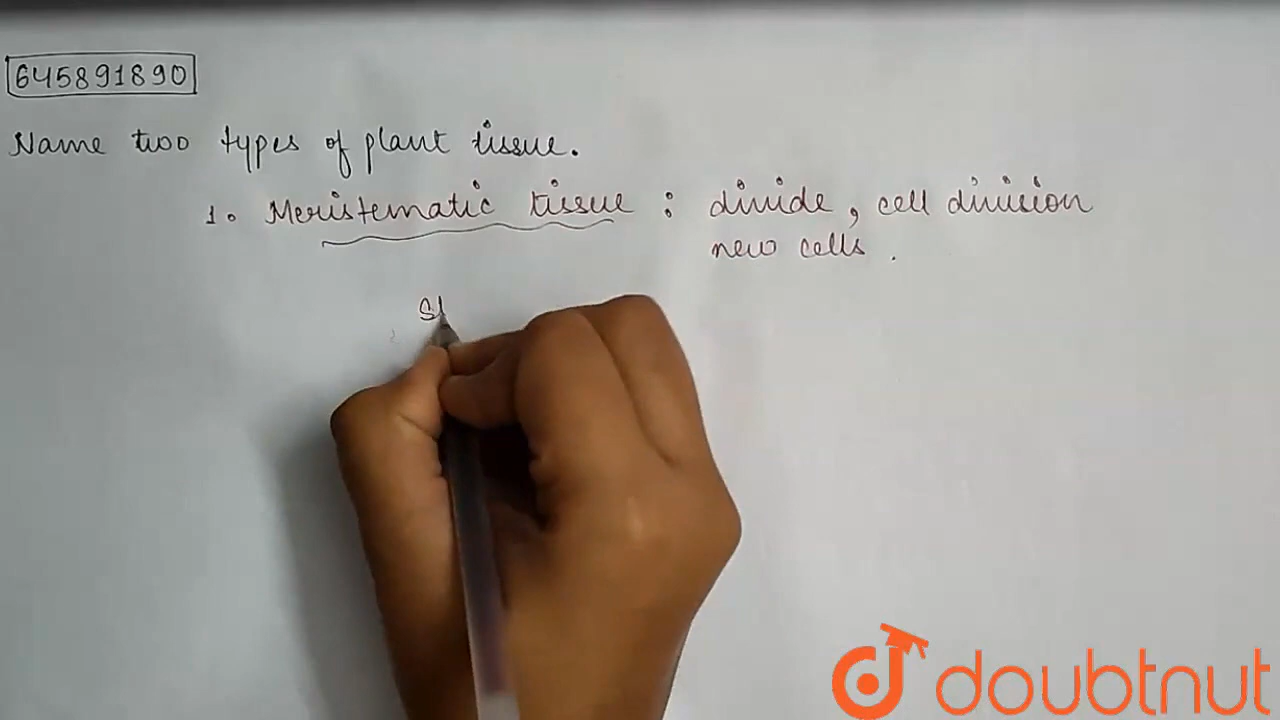 645891890
Name two types of plant tissue.
1. Meristematic tissue : divide, cell division
new cells.
doubtnut